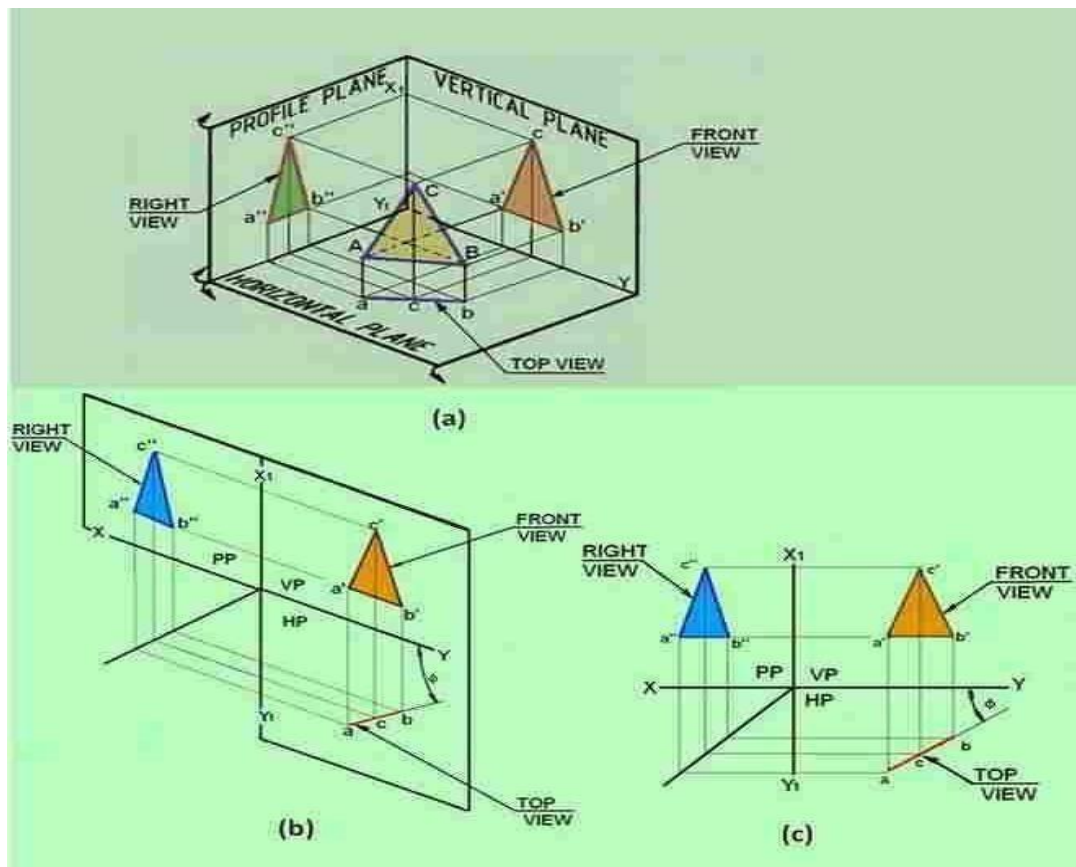 PROFILE PLANE
VERTICAL PLANE
X1
c''
c
FRONT
VIEW
RIGHT
VIEW
a''
b''
a'
b'
C
Y1
A
B
Y
a
c
b
HORIZONTAL PLANE
TOP VIEW
(a)
RIGHT
VIEW
c''
X1
a''
b''
X
c'
FRONT
VIEW
PP
VP
a'
b'
HP
Y
ø
Y1
a
c
b
TOP
VIEW
(b)
RIGHT
VIEW
c''
X1
c'
FRONT
VIEW
a''
b''
a'
b'
PP
VP
X
Y
HP
ø
b
c
a
Y1
TOP
VIEW
(c)